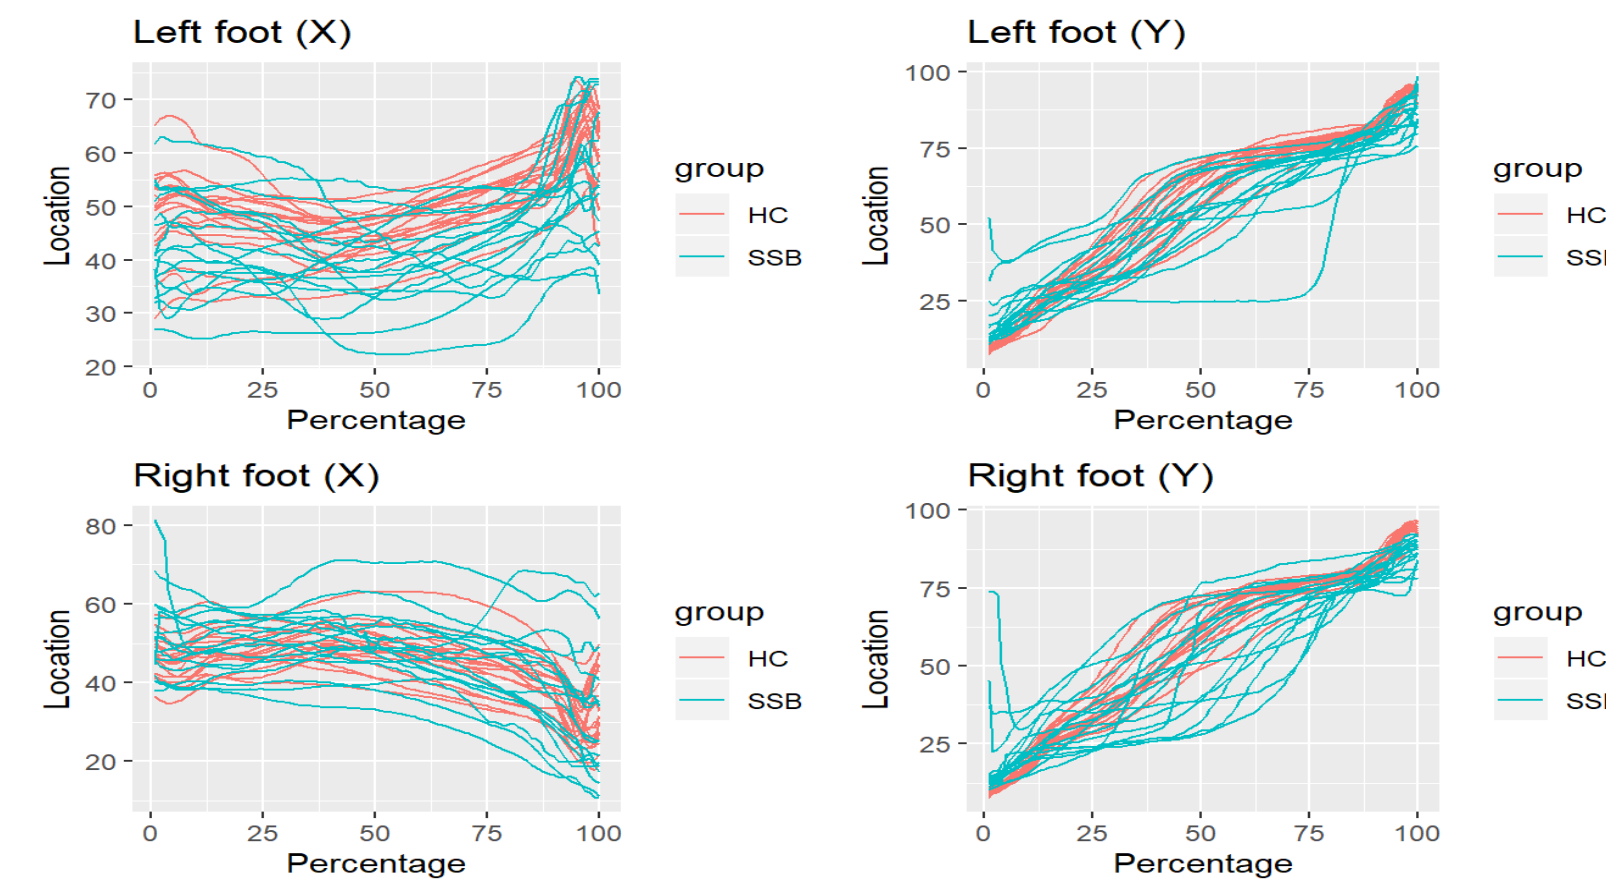 Left foot (X)
70
60
50
40
30
20
Location
0 25 50 75 100
Percentage
group
HC
SSB
Left foot (Y)
100
75
50
25
Location
0 25 50 75 100
Percentage
group
HC
SSI
Right foot (X)
80
60
40
20
Location
0 25 50 75 100
Percentage
group
HC
SSB
Right foot (Y)
100
75
50
25
Location
0 25 50 75 100
Percentage
group
HC
SSI